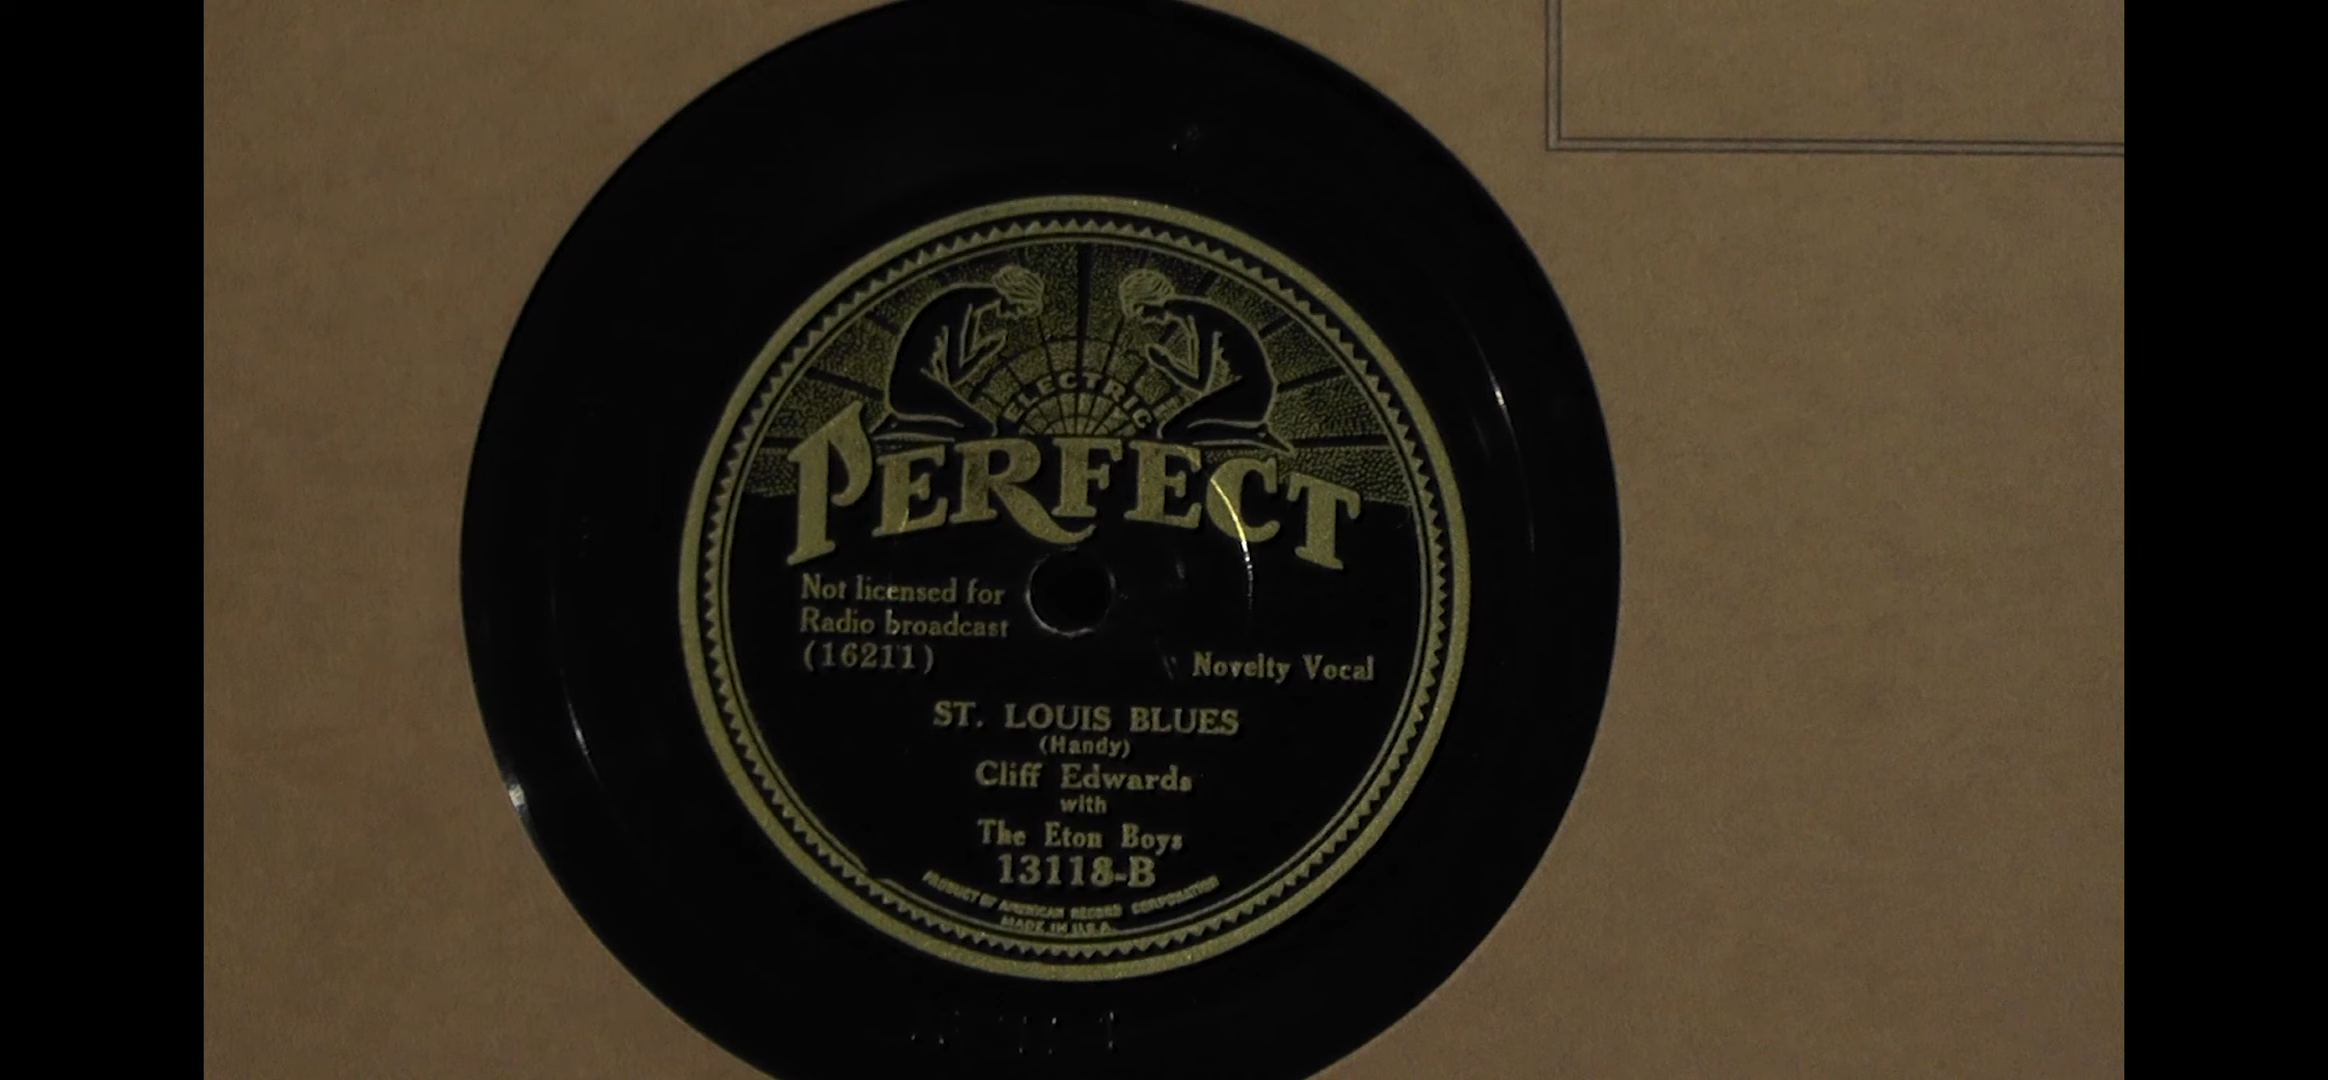 ELECTRIC
PERFECT
Not licensed for
Radio broadcast
(16211)
Novelty Vocal
ST. LOUIS BLUES
(Handy)
Cliff Edwards
with
The Eton Boys
13118-B
PRODUCT OF AMERICAN RECORD CORPORATION
MADE IN U.S.A.